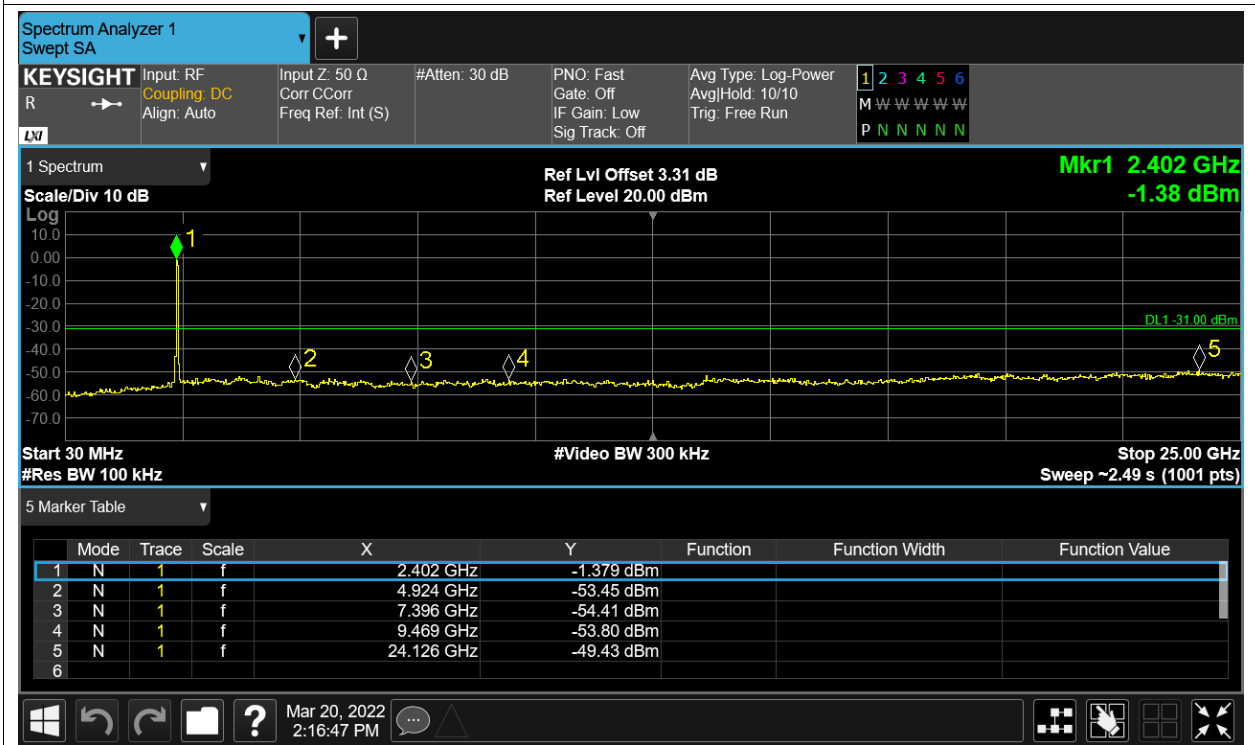 Spectrum Analyzer 1
Swept SA
KEYSIGHT
R
LXI
Input: RF
Coupling: DC
Align: Auto
Input Z: 50 Ω
Corr CCorr
Freq Ref: Int (S)
#Atten: 30 dB
PNO: Fast
Gate: Off
IF Gain: Low
Sig Track: Off
Avg Type: Log-Power
Avg|Hold: 10/10
Trig: Free Run
1 2 3 4 5 6
M W W W W W
P N N N N N
1 Spectrum
Scale/Div 10 dB
Ref Lvl Offset 3.31 dB
Ref Level 20.00 dBm
Mkr1 2.402 GHz
-1.38 dBm
Log
10.0
0.00
-10.0
-20.0
-30.0
-40.0
-50.0
-60.0
-70.0
1
2
3
4
5
DL1 -31.00 dBm
Start 30 MHz
#Video BW 300 kHz
Stop 25.00 GHz
#Res BW 100 kHz
Sweep ~2.49 s (1001 pts)
5 Marker Table
Mode Trace Scale X Y Function Function Width Function Value
1 N 1 f 2.402 GHz -1.379 dBm
2 N 1 f 4.924 GHz -53.45 dBm
3 N 1 f 7.396 GHz -54.41 dBm
4 N 1 f 9.469 GHz -53.80 dBm
5 N 1 f 24.126 GHz -49.43 dBm
6
?
Mar 20, 2022
2:16:47 PM